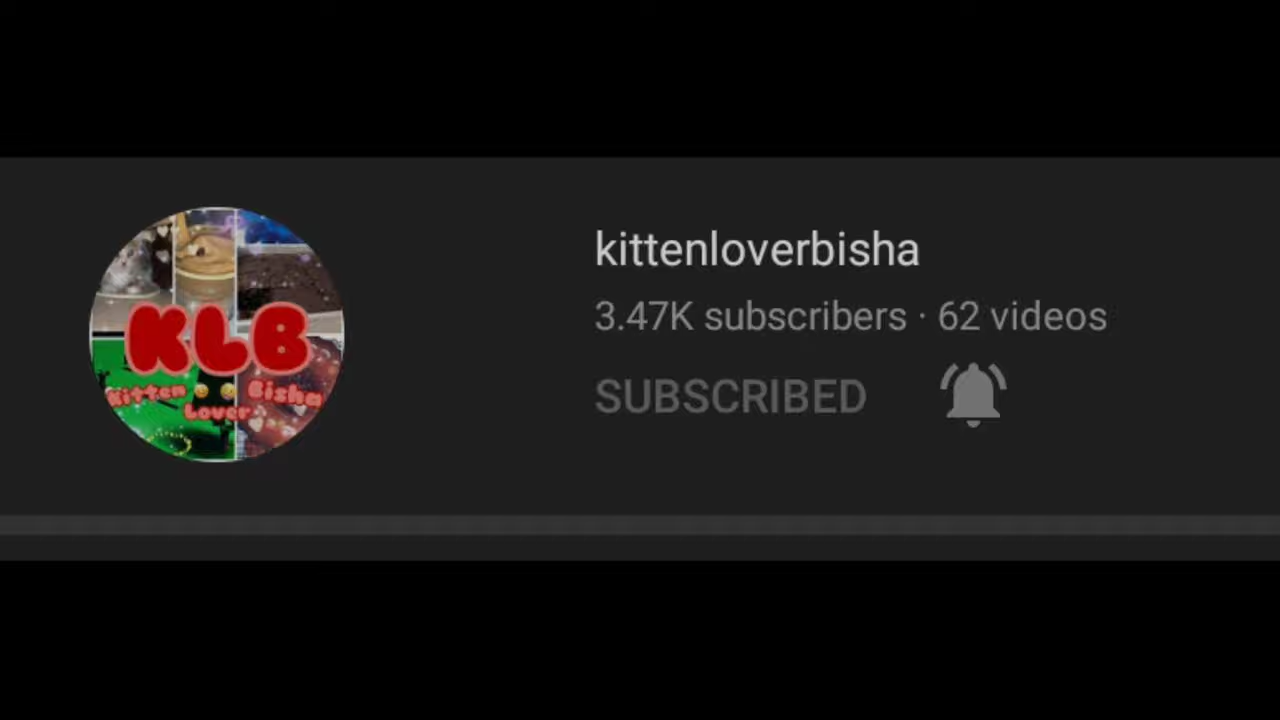 kittenloverbisha
3.47K subscribers · 62 videos
SUBSCRIBED
KLB
Kitten Bisha
Lover